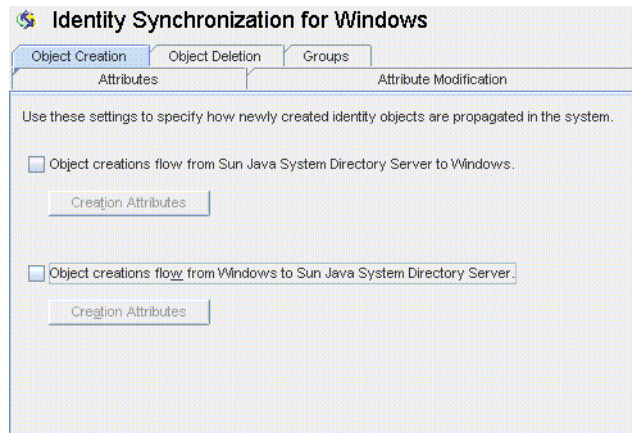 Identity Synchronization for Windows
Object Creation Object Deletion Groups
Attributes Attribute Modification
Use these settings to specify how newly created identity objects are propagated in the system.
Object creations flow from Sun Java System Directory Server to Windows.
Creation Attributes
Object creations flow from Windows to Sun Java System Directory Server.
Creation Attributes